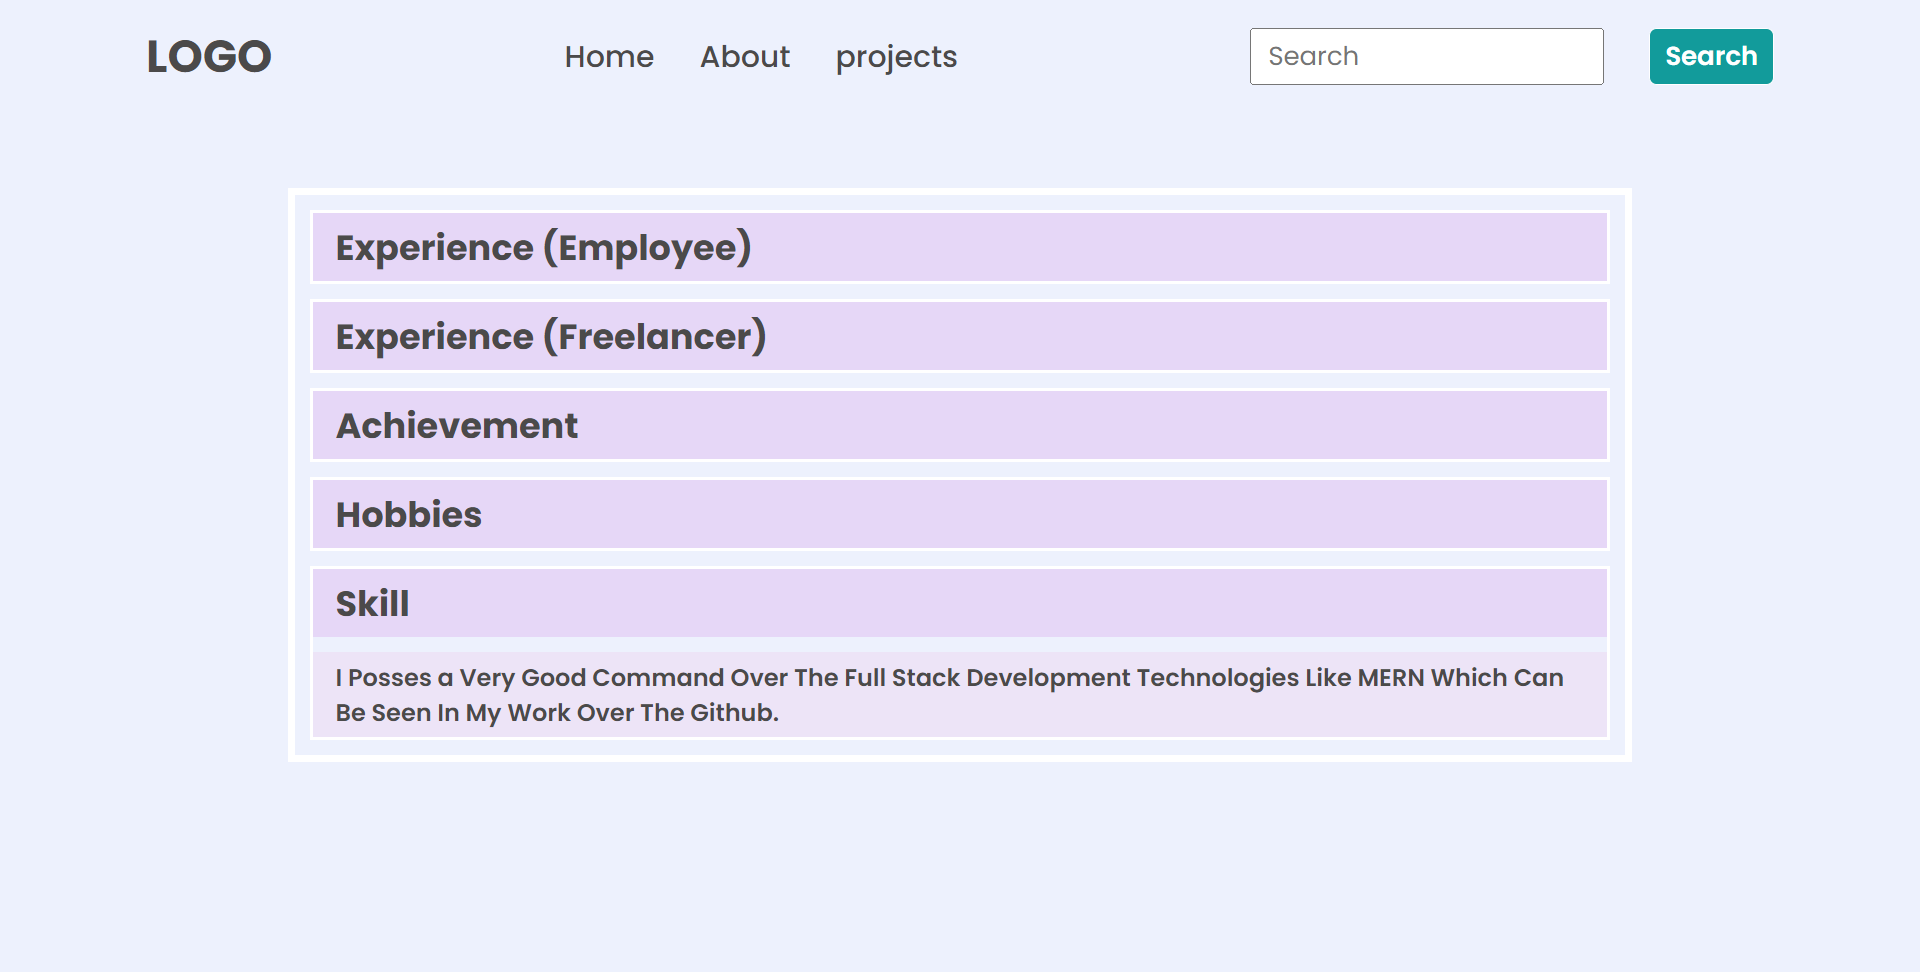 LOGO
Home
About
projects
Search
Search
Experience (Employee)
Experience (Freelancer)
Achievement
Hobbies
Skill
I Posses a Very Good Command Over The Full Stack Development Technologies Like MERN Which Can
Be Seen In My Work Over The Github.